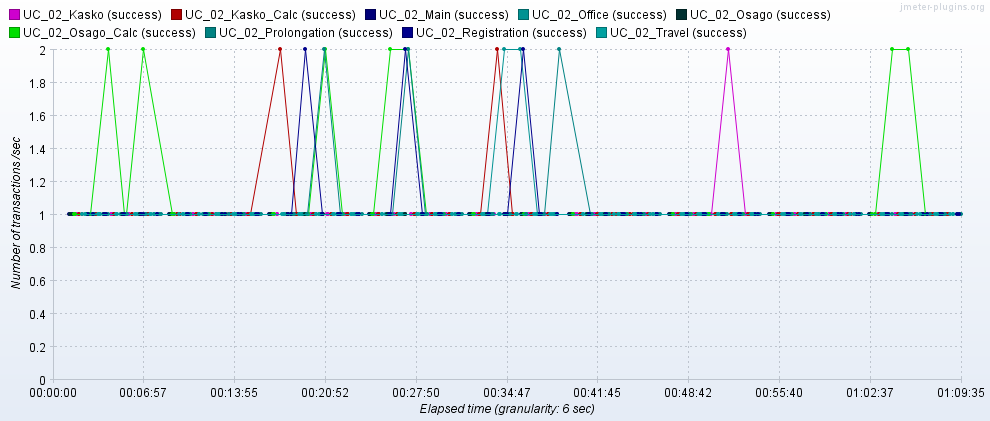 jmeter-plugins.org
UC_02_Kasko (success) UC_02_Kasko_Calc (success) UC_02_Main (success) UC_02_Office (success) UC_02_Osago (success)
UC_02_Osago_Calc (success) UC_02_Prolongation (success) UC_02_Registration (success) UC_02_Travel (success)
Number of transactions /sec
2
1.8
1.6
1.4
1.2
1
0.8
0.6
0.4
0.2
0
00:00:00 00:06:57 00:13:55 00:20:52 00:27:50 00:34:47 00:41:45 00:48:42 00:55:40 01:02:37 01:09:35
Elapsed time (granularity: 6 sec)